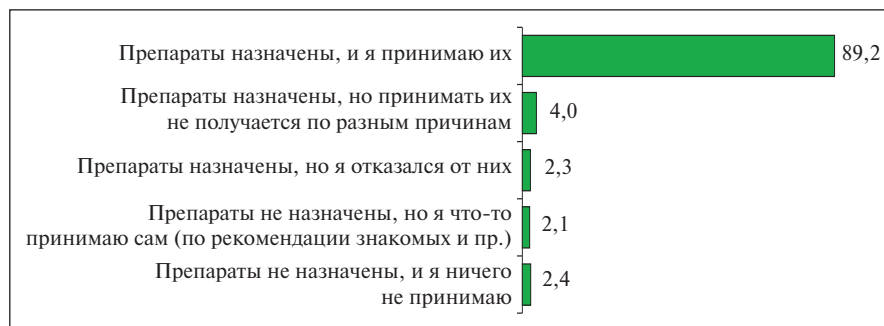 Препараты назначены, и я принимаю их
89,2
Препараты назначены, но принимать их
не получается по разным причинам
4,0
Препараты назначены, но я отказался от них
2,3
Препараты не назначены, но я что-то
принимаю сам (по рекомендации знакомых и пр.)
2,1
Препараты не назначены, и я ничего
не принимаю
2,4